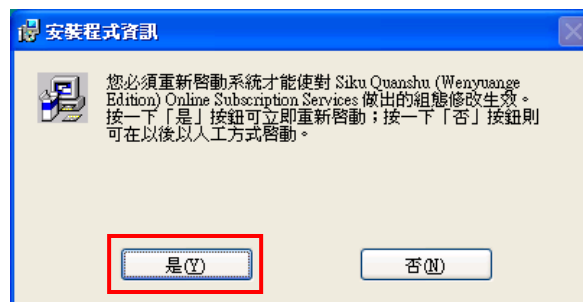 安裝程式資訊
您必須重新啓動系統才能使對 Siku Quanshu (Wenyuange
Edition) Online Subscription Services 做出的組態修改生效。
按一下「是」按鈕可立即重新啓動；按一下「否」按鈕則
可在以後以人工方式啓動。
是(Y)
否(N)